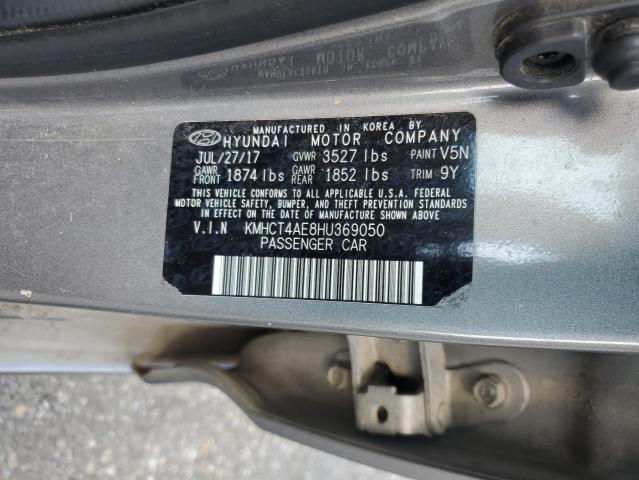 MANUFACTURED IN KOREA BY
HYUNDAI MOTOR COMPANY
JUL/27/17 GVWR 3527 lbs PAINT V5N
GAWR FRONT 1874 lbs GAWR REAR 1852 lbs TRIM 9Y
THIS VEHICLE CONFORMS TO ALL APPLICABLE U.S.A. FEDERAL
MOTOR VEHICLE SAFETY, BUMPER, AND THEFT PREVENTION STANDARDS
IN EFFECT ON THE DATE OF MANUFACTURE SHOWN ABOVE.
V.I.N KMHCT4AE8HU369050
PASSENGER CAR